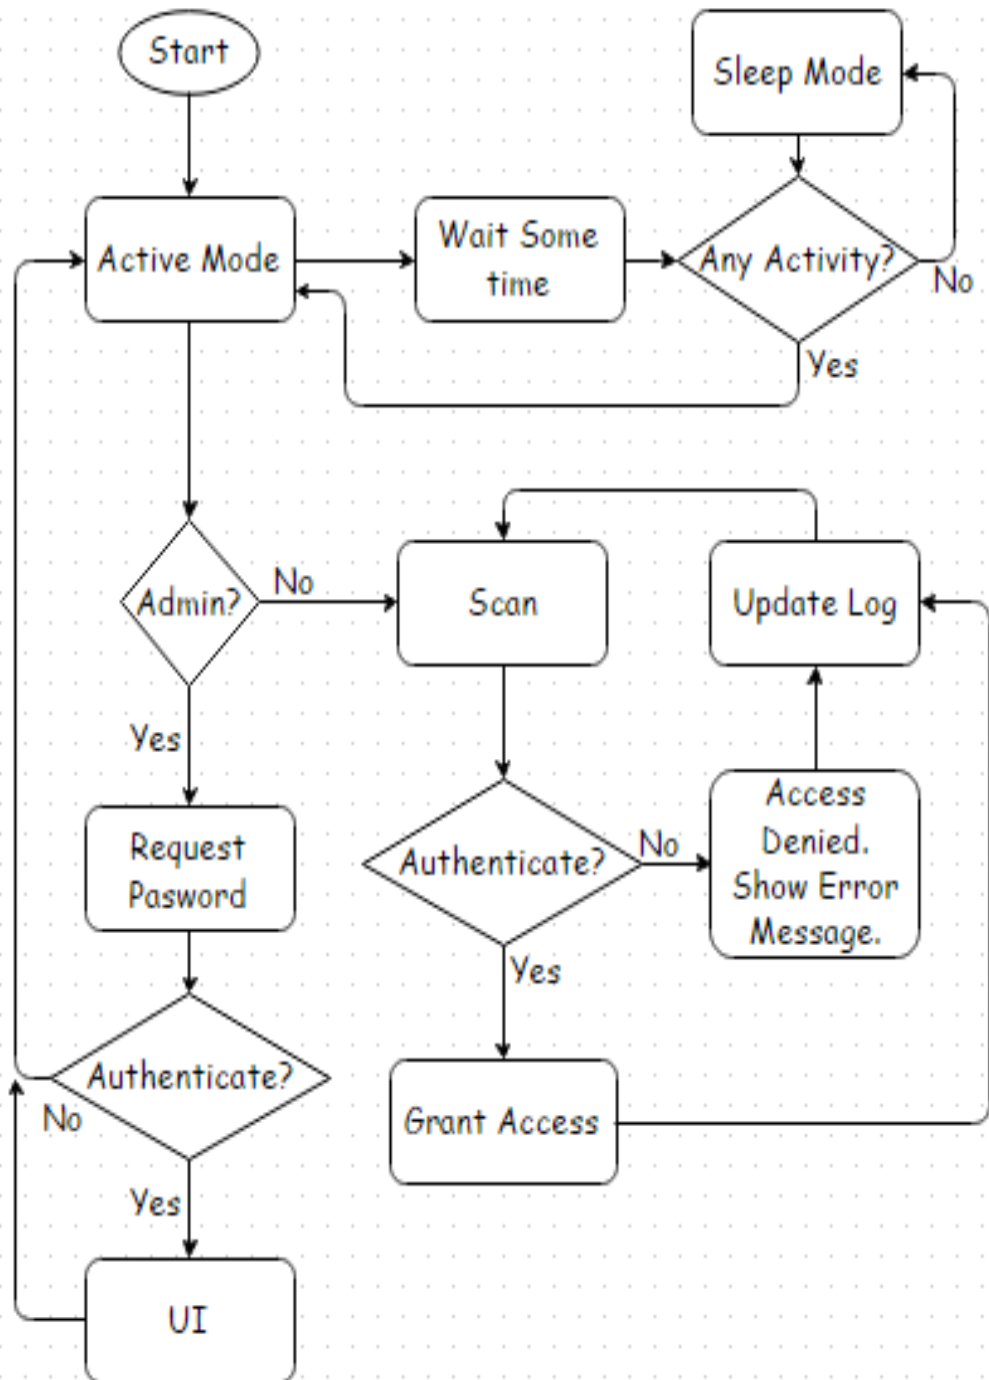 Start
Sleep Mode
Active Mode
Wait Some
time
Any Activity?
No
Yes
Admin?
No
Scan
Update Log
Yes
Request
Pasword
Authenticate?
No
Access
Denied.
Show Error
Message.
Yes
Authenticate?
No
Grant Access
Yes
UI